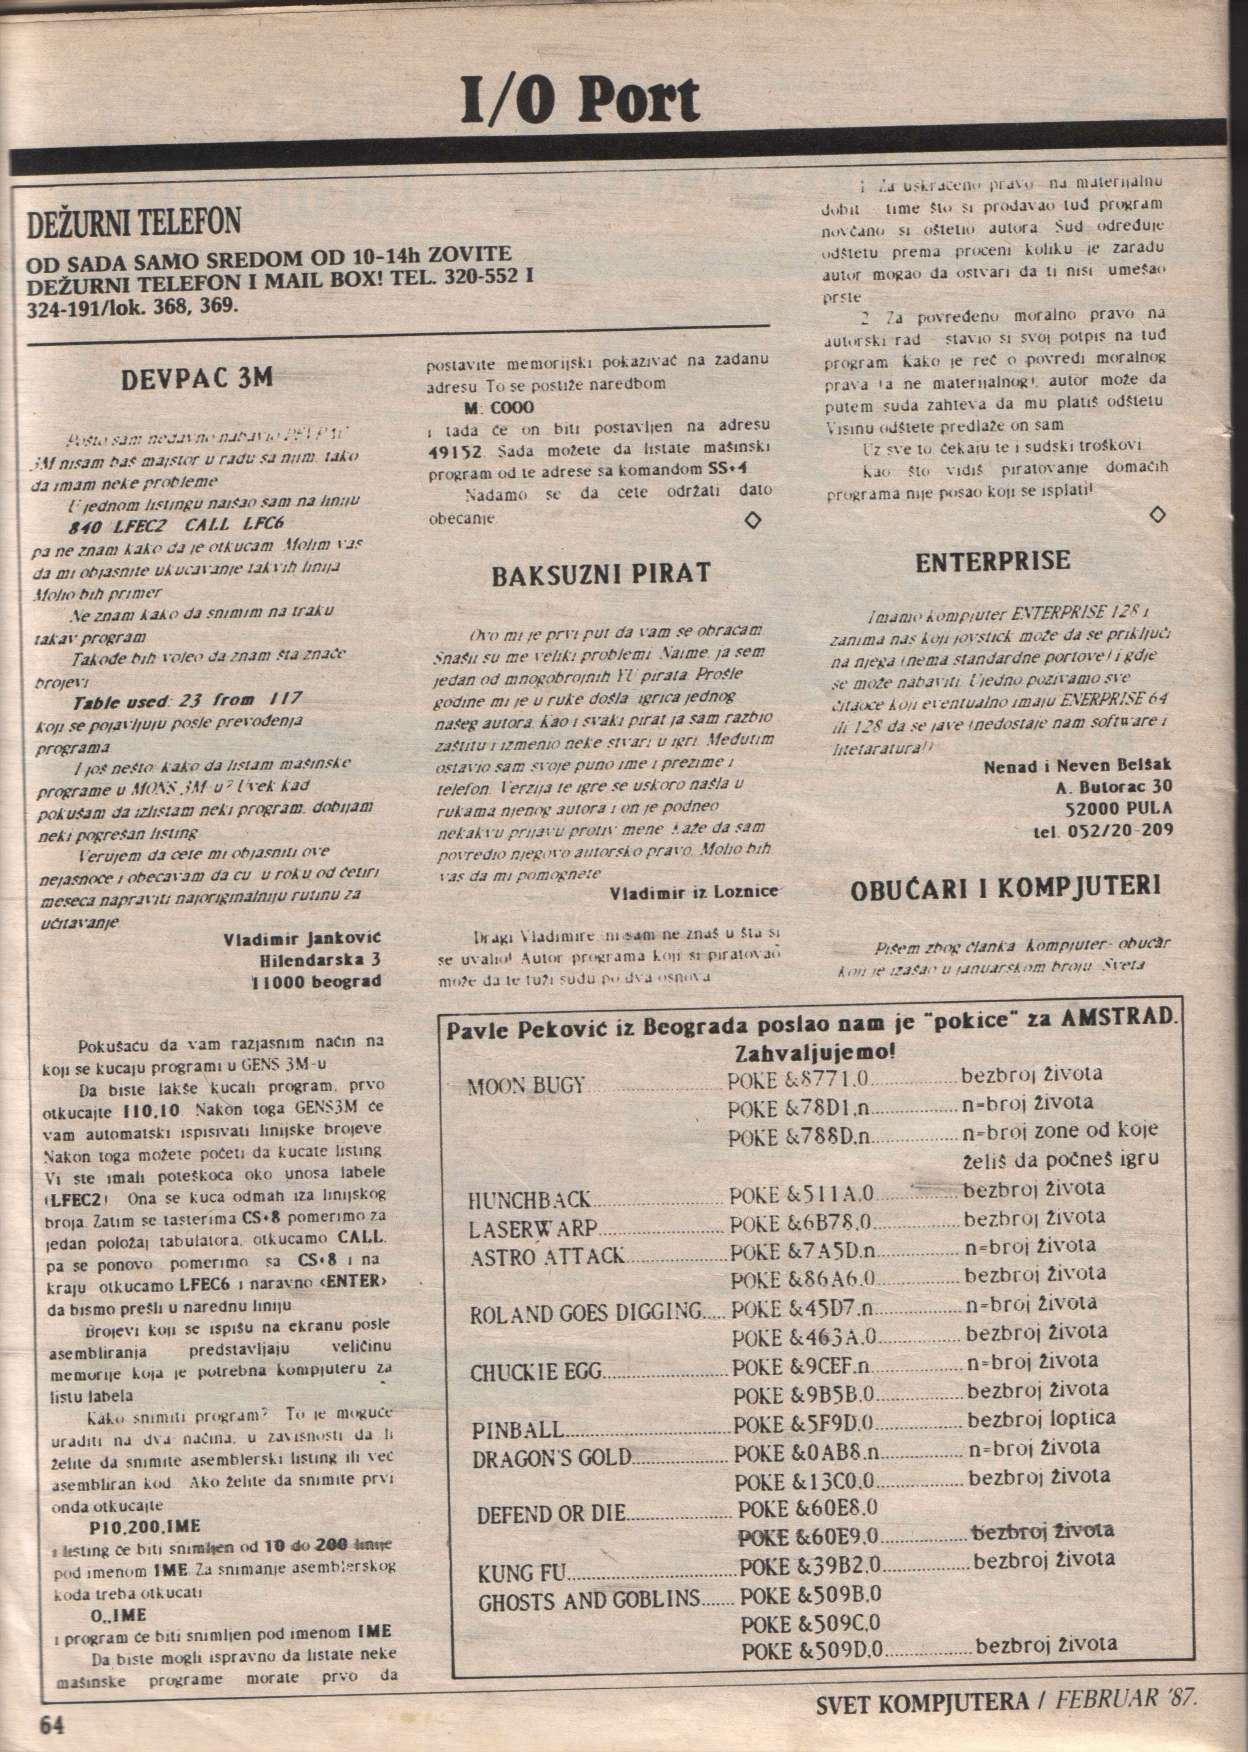 I/O Port
DEŽURNI TELEFON
OD SADA SAMO SREDOM OD 10-14h ZOVITE
DEŽURNI TELEFON I MAIL BOX! TEL. 320-552 I
324-191/lok. 368, 369.
DEVPAC 3M
Pošto sam nedavno nabavio DEVPAC
3M nisam baš majstor u radu sa njim, tako
da imam neke probleme
U jednom listingu naišao sam na liniju
840 LFEC2 CALL LFC6
pa ne znam kako da je otkucam. Molim vas
da mi objasnite ukucavanje takvih linija
Molio bih primer
Ne znam kako da snimim na traku
takav program
Takođe bih voleo da znam šta znače
brojevi
Table used: 23 from 117
koji se pojavljuju posle prevođenja
programa
I još nešto: kako da listam mašinske
programe u MONS 3M-u? Uvek kad
pokušam da izlistam neki program, dobijam
neki pogrešan listing
Verujem da ćete mi objasniti ove
nejasnoće i obećavam da ću u roku od četiri
meseca napraviti najoriginalniju rutinu za
učitavanje
Vladimir Janković
Hilendarska 3
11000 beograd
Pokušaću da vam razjasnim način na
koji se kucaju programi u GENS 3M-u
Da biste lakše kucali program, prvo
otkucajte I10,10 Nakon toga GENS3M će
vam automatski ispisivati linijske brojeve
Nakon toga možete početi da kucate listing
Vi ste imali poteškoća oko unosa labele
(LFEC2) Ona se kuca odmah iza linijskog
broja. Zatim se tasterima CS+8 pomerimo za
jedan položaj tabulatora, otkucamo CALL,
pa se ponovo pomerimo sa CS+8 i na
kraju otkucamo LFEC6 i naravno <ENTER>
da bismo prešli u narednu liniju
Brojevi koji se ispišu na ekranu posle
asembliranja predstavljaju veličinu
memorije koja je potrebna kompjuteru za
listu labela
Kako snimiti program? To je moguće
uraditi na dva načina, u zavisnosti da li
želite da snimite asemblerski listing ili već
asembliran kod Ako želite da snimite prvi
onda otkucajte
P10,200,IME
i listing će biti snimljen od 10 do 200 linije
pod imenom IME Za snimanje asemblerskog
koda treba otkucati
O,,IME
i program će biti snimljen pod imenom IME
Da biste mogli ispravno da listate neke
mašinske programe morate prvo da
postavite memorijski pokazivač na zadanu
adresu To se postiže naredbom
M: C000
i tada će on biti postavljen na adresu
49152. Sada možete da listate mašinski
program od te adrese sa komandom SS+4
Nadamo se da ćete održati dato
obećanje
BAKSUZNI PIRAT
Ovo mi je prvi put da vam se obraćam
Snašli su me veliki problemi. Naime, ja sem
jedan od mnogobrojnih YU pirata. Prošle
godine mi je u ruke došla igrica jednog
našeg autora. Kao i svaki pirat ja sam razbio
zaštitu i izmenio neke stvari u igri. Međutim
ostavio sam svoje puno ime i prezime i
telefon. Verzija te igre se uskoro našla u
rukama njenog autora i on je podneo
nekakvu prijavu protiv mene. Kaže da sam
povredio njegovo autorsko pravo. Molio bih
vas da mi pomognete
Vladimir iz Loznice
Dragi Vladimire, ni sam ne znaš u šta si
se uvalio! Autor programa koji si piratovao
može da te tuži sudu po dva osnova
1 Za uskraćeno pravo na materijalnu
dobit - time što si prodavao tuđ program
novčano si oštetio autora Sud određuje
odštetu prema proceni koliku je zaradu
autor mogao da ostvari da ti nisi umešao
prste
2 Za povređeno moralno pravo na
autorski rad - stavio si svoj potpis na tuđ
program. Kako je reč o povredi moralnog
prava (a ne materijalnog), autor može da
putem suda zahteva da mu platiš odštetu
Visinu odštete predlaže on sam
Uz sve to, čekaju te i sudski troškovi
Kao što vidiš piratovanje domaćih
programa nije posao koji se isplati!
ENTERPRISE
Imamo kompjuter ENTERPRISE 128 i
zanima nas koji joystick može da se priključi
na njega (nema standardne portove) i gdje
se može nabaviti. Ujedno pozivamo sve
čitaoce koji eventualno imaju ENERPRISE 64
ili 128 da se jave (nedostaje nam software i
litetaratura!)
Nenad i Neven Belšak
A. Butorac 30
52000 PULA
tel. 052/20-209
OBUĆARI I KOMPJUTERI
Pišem zbog članka Kompjuter- obućar
koji je izašao u januarskom broju Sveta
Pavle Peković iz Beograda poslao nam je "pokice" za AMSTRAD.
Zahvaljujemo!
MOON BUGY....................POKE &8771,0...............bezbroj života
POKE &78D1,n...............n=broj života
POKE &788D,n...............n=broj zone od koje
želiš da počneš igru
HUNCHBACK....................POKE &511A,0...............bezbroj života
LASERWARP....................POKE &6B78,0...............bezbroj života
ASTRO ATTACK...............POKE &7A5D,n...............n=broj života
POKE &86A6,0...............bezbroj života
ROLAND GOES DIGGING.....POKE &45D7,n...............n=broj života
POKE &463A,0...............bezbroj života
CHUCKIE EGG....................POKE &9CEF,n...............n=broj života
POKE &9B5B,0...............bezbroj života
PINBALL....................POKE &5F9D,0...............bezbroj loptica
DRAGON'S GOLD...............POKE &0AB8,n...............n=broj života
POKE &13C0,0...............bezbroj života
DEFEND OR DIE....................POKE &60E8,0
POKE &60E9,0...............bezbroj života
KUNG FU....................POKE &39B2,0...............bezbroj života
GHOSTS AND GOBLINS.......POKE &509B,0
POKE &509C,0
POKE &509D,0...............bezbroj života
64
SVET KOMPJUTERA / FEBRUAR '87.